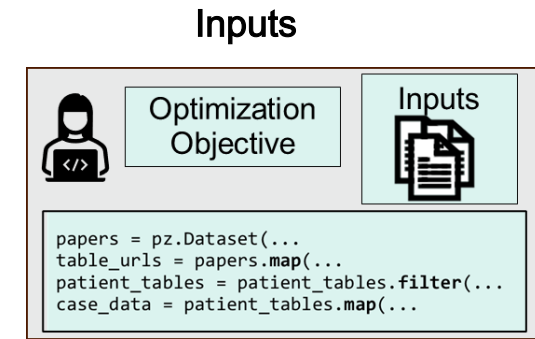 Inputs
Optimization
Objective
Inputs
</>
papers = pz.Dataset(...
table_urls = papers.map(...
patient_tables = patient_tables.filter(...
case_data = patient_tables.map(...